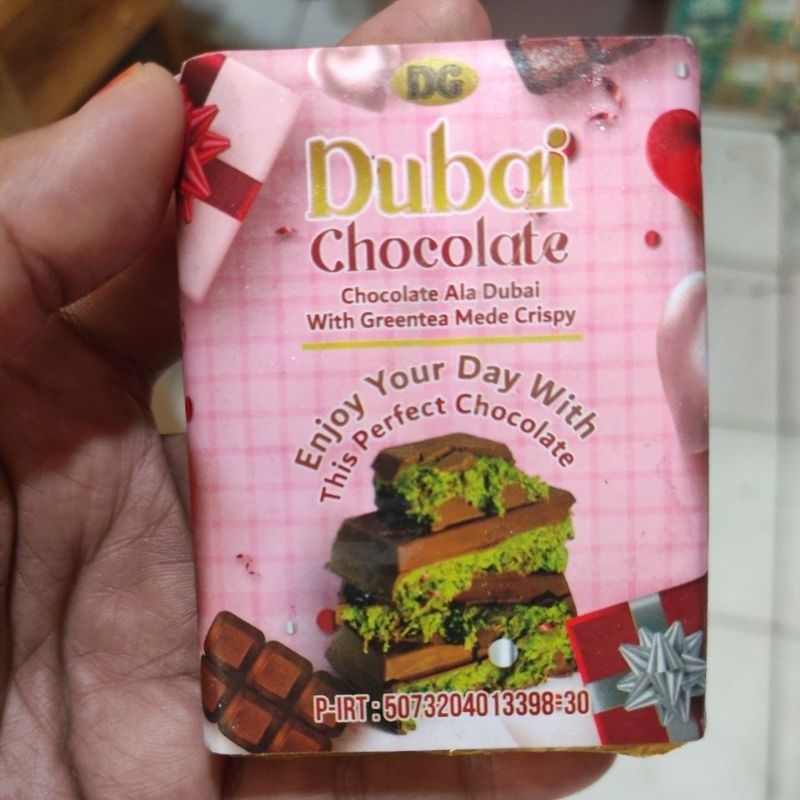 DG
Dubai
Chocolate
Chocolate Ala Dubai
With Greentea Mede Crispy
Enjoy Your Day With
This Perfect Chocolate
P-IRT : 5073204013398-30